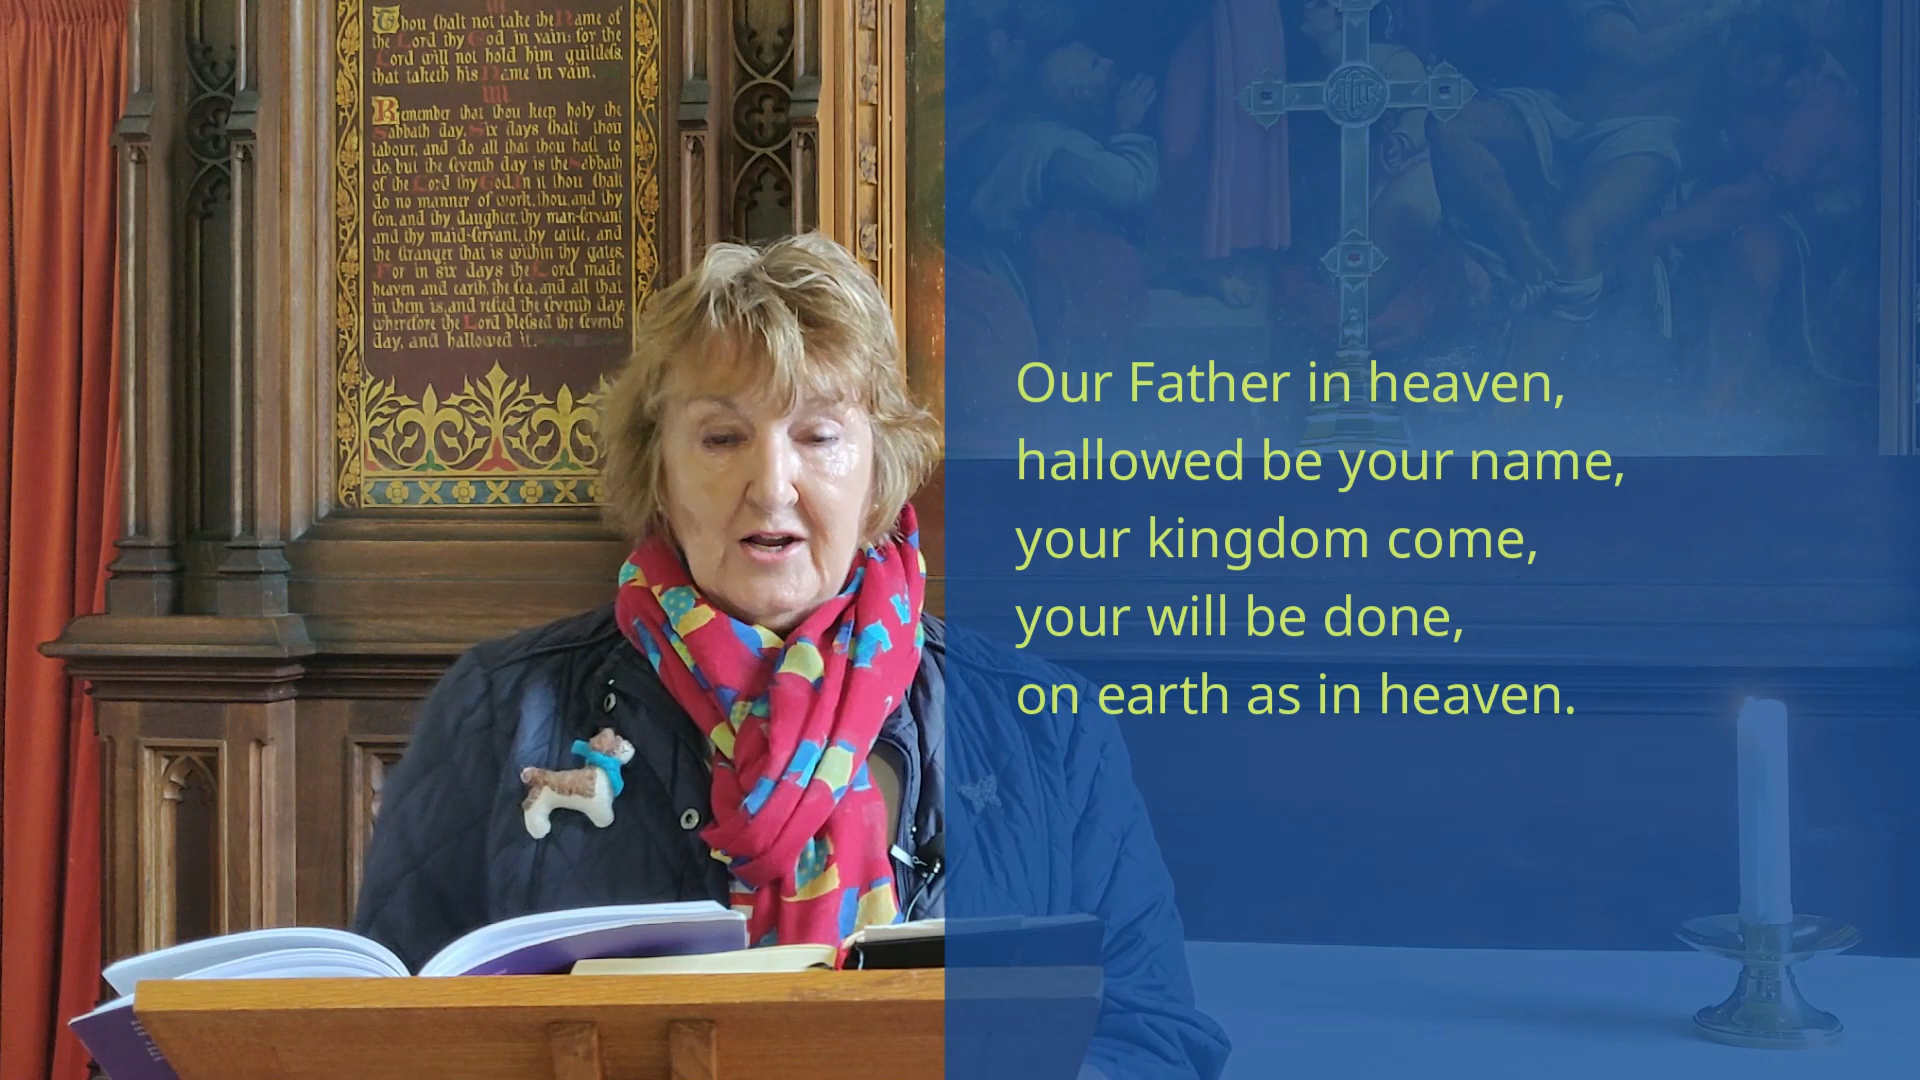 III
Thou shalt not take the Name of
the Lord thy God in vain: for the
Lord will not hold him guiltless,
that taketh his Name in vain.
IIII
Remember that thou keep holy the
Sabbath day. Six days shalt thou
labour, and do all that thou hast to
do; but the seventh day is the Sabbath
of the Lord thy God. In it thou shalt
do no manner of work, thou, and thy
son, and thy daughter, thy man-servant
and thy maid-servant, thy cattle, and
the stranger that is within thy gates.
For in six days the Lord made
heaven and earth, the sea, and all that
in them is, and rested the seventh day:
wherefore the Lord blessed the seventh
day, and hallowed it.
ihs
Our Father in heaven,
hallowed be your name,
your kingdom come,
your will be done,
on earth as in heaven.